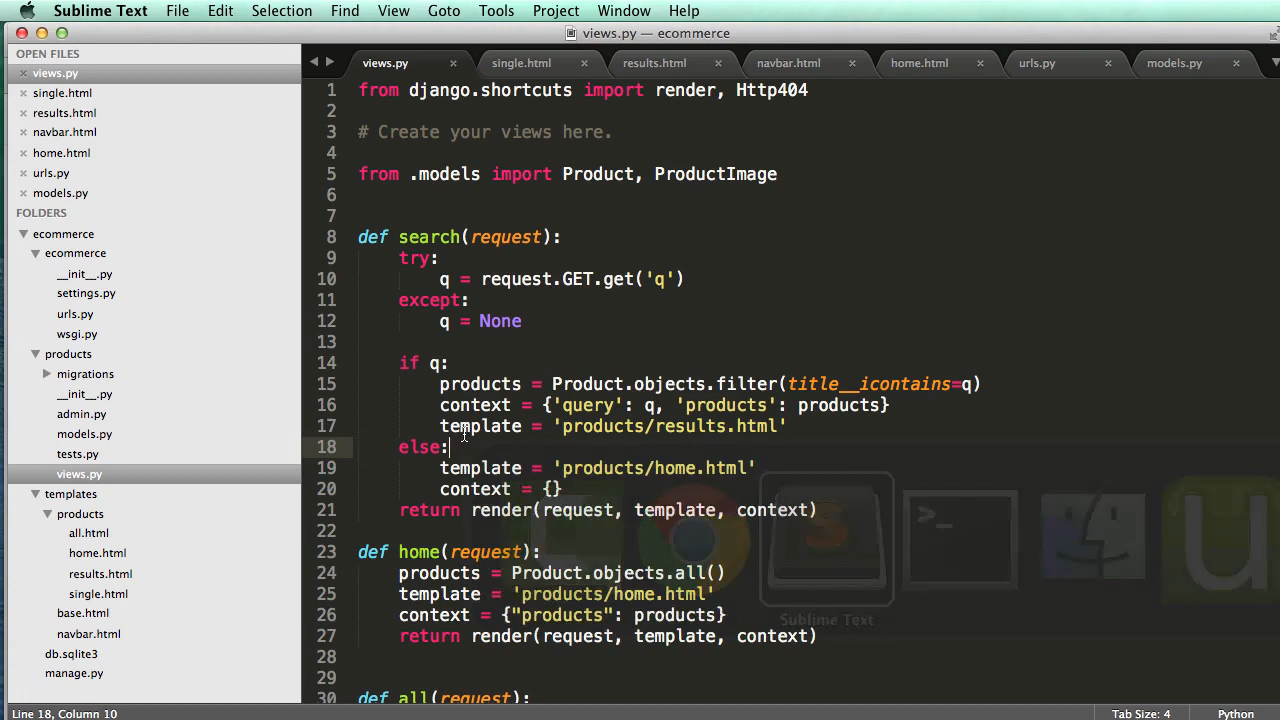 Sublime Text File Edit Selection Find View Goto Tools Project Window Help
views.py — ecommerce
OPEN FILES
views.py
single.html
results.html
navbar.html
home.html
urls.py
models.py
FOLDERS
ecommerce
ecommerce
__init__.py
settings.py
urls.py
wsgi.py
products
migrations
__init__.py
admin.py
models.py
tests.py
views.py
templates
products
all.html
home.html
results.html
single.html
base.html
navbar.html
db.sqlite3
manage.py
views.py single.html results.html navbar.html home.html urls.py models.py
1 from django.shortcuts import render, Http404
2
3 # Create your views here.
4
5 from .models import Product, ProductImage
6
7
8 def search(request):
9 try:
10 q = request.GET.get('q')
11 except:
12 q = None
13
14 if q:
15 products = Product.objects.filter(title__icontains=q)
16 context = {'query': q, 'products': products}
17 template = 'products/results.html'
18 else:
19 template = 'products/home.html'
20 context = {}
21 return render(request, template, context)
22
23 def home(request):
24 products = Product.objects.all()
25 template = 'products/home.html'
26 context = {"products": products}
27 return render(request, template, context)
28
29
30 def all(request):
3
>_
u
Sublime Text
Line 18, Column 10 Tab Size: 4 Python